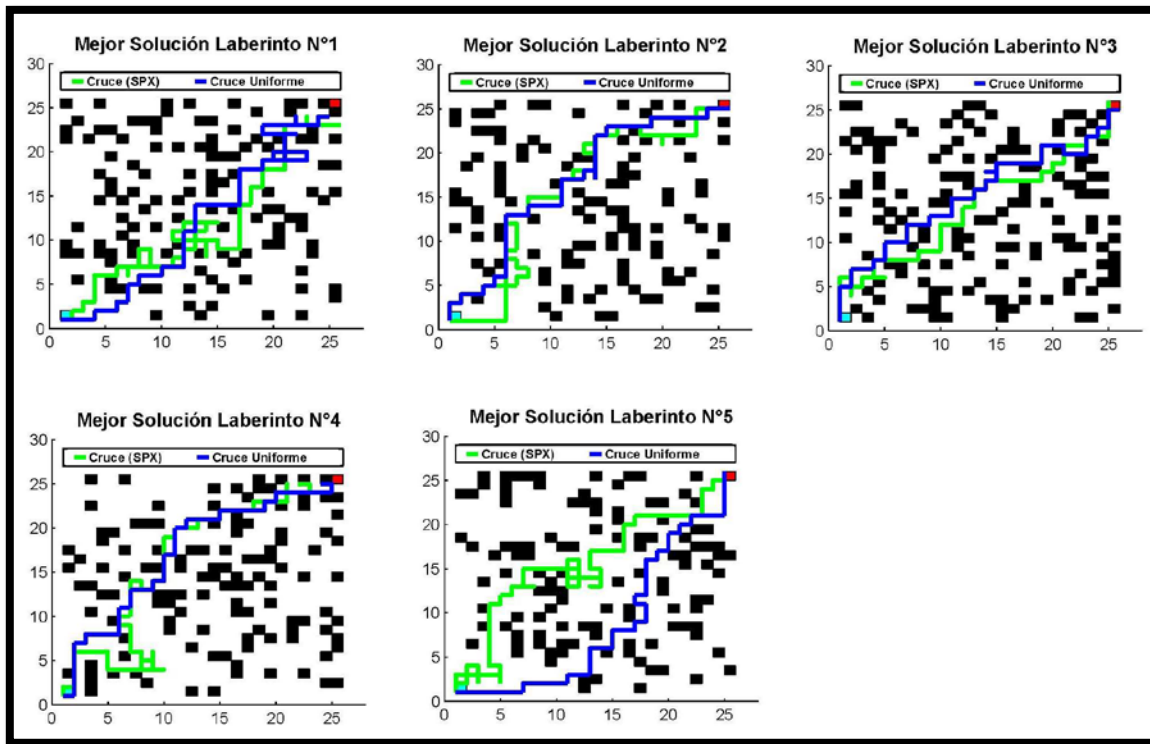 Mejor Solución Laberinto N°1
30
Cruce (SPX) Cruce Uniforme
25
20
15
10
5
0
0 5 10 15 20 25
Mejor Solución Laberinto N°2
30
Cruce (SPX) Cruce Uniforme
25
20
15
10
5
0
0 5 10 15 20 25
Mejor Solución Laberinto N°3
30
Cruce (SPX) Cruce Uniforme
25
20
15
10
5
0
0 5 10 15 20 25
Mejor Solución Laberinto N°4
30
Cruce (SPX) Cruce Uniforme
25
20
15
10
5
0
0 5 10 15 20 25
Mejor Solución Laberinto N°5
30
Cruce (SPX) Cruce Uniforme
25
20
15
10
5
0
0 5 10 15 20 25